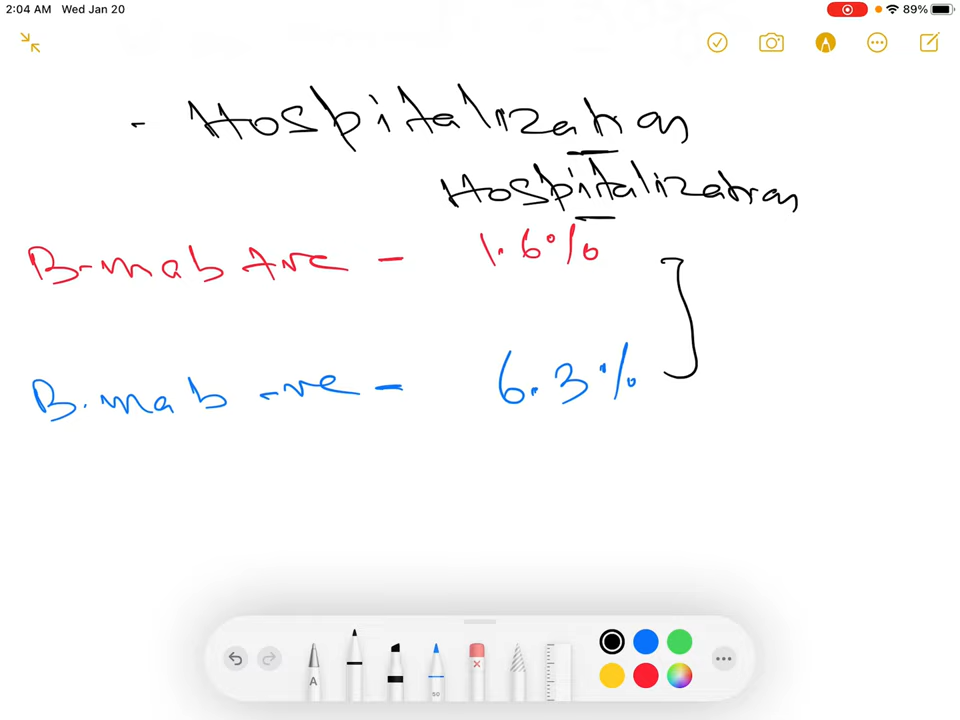 2:04 AM Wed Jan 20 89%
- Hospitalization
Hospitalization
B-mab +ve - 1.6%
B.mab -ve - 6.3%
A